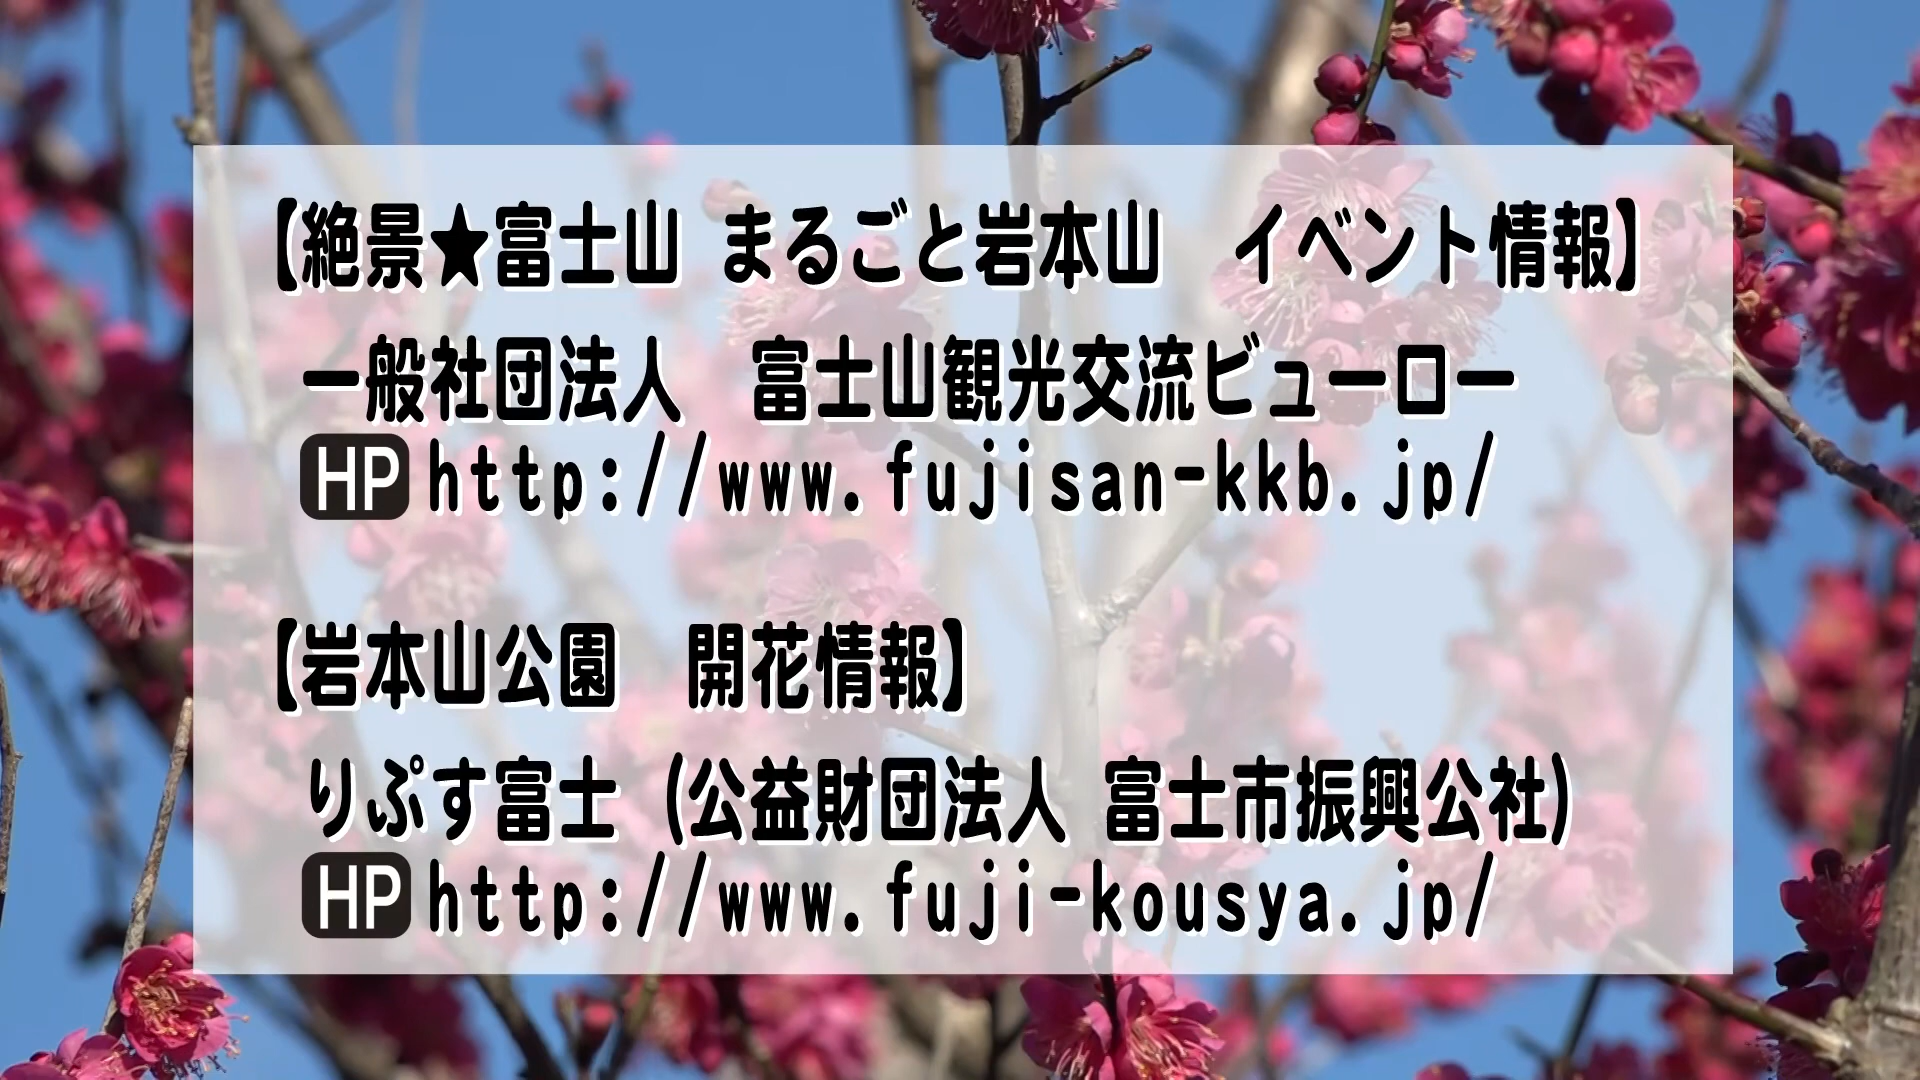 【絶景★富士山 まるごと岩本山　イベント情報】
一般社団法人　富士山観光交流ビューロー
HP http://www.fujisan-kkb.jp/
【岩本山公園　開花情報】
りぷす富士 (公益財団法人 富士市振興公社)
HP http://www.fuji-kousya.jp/